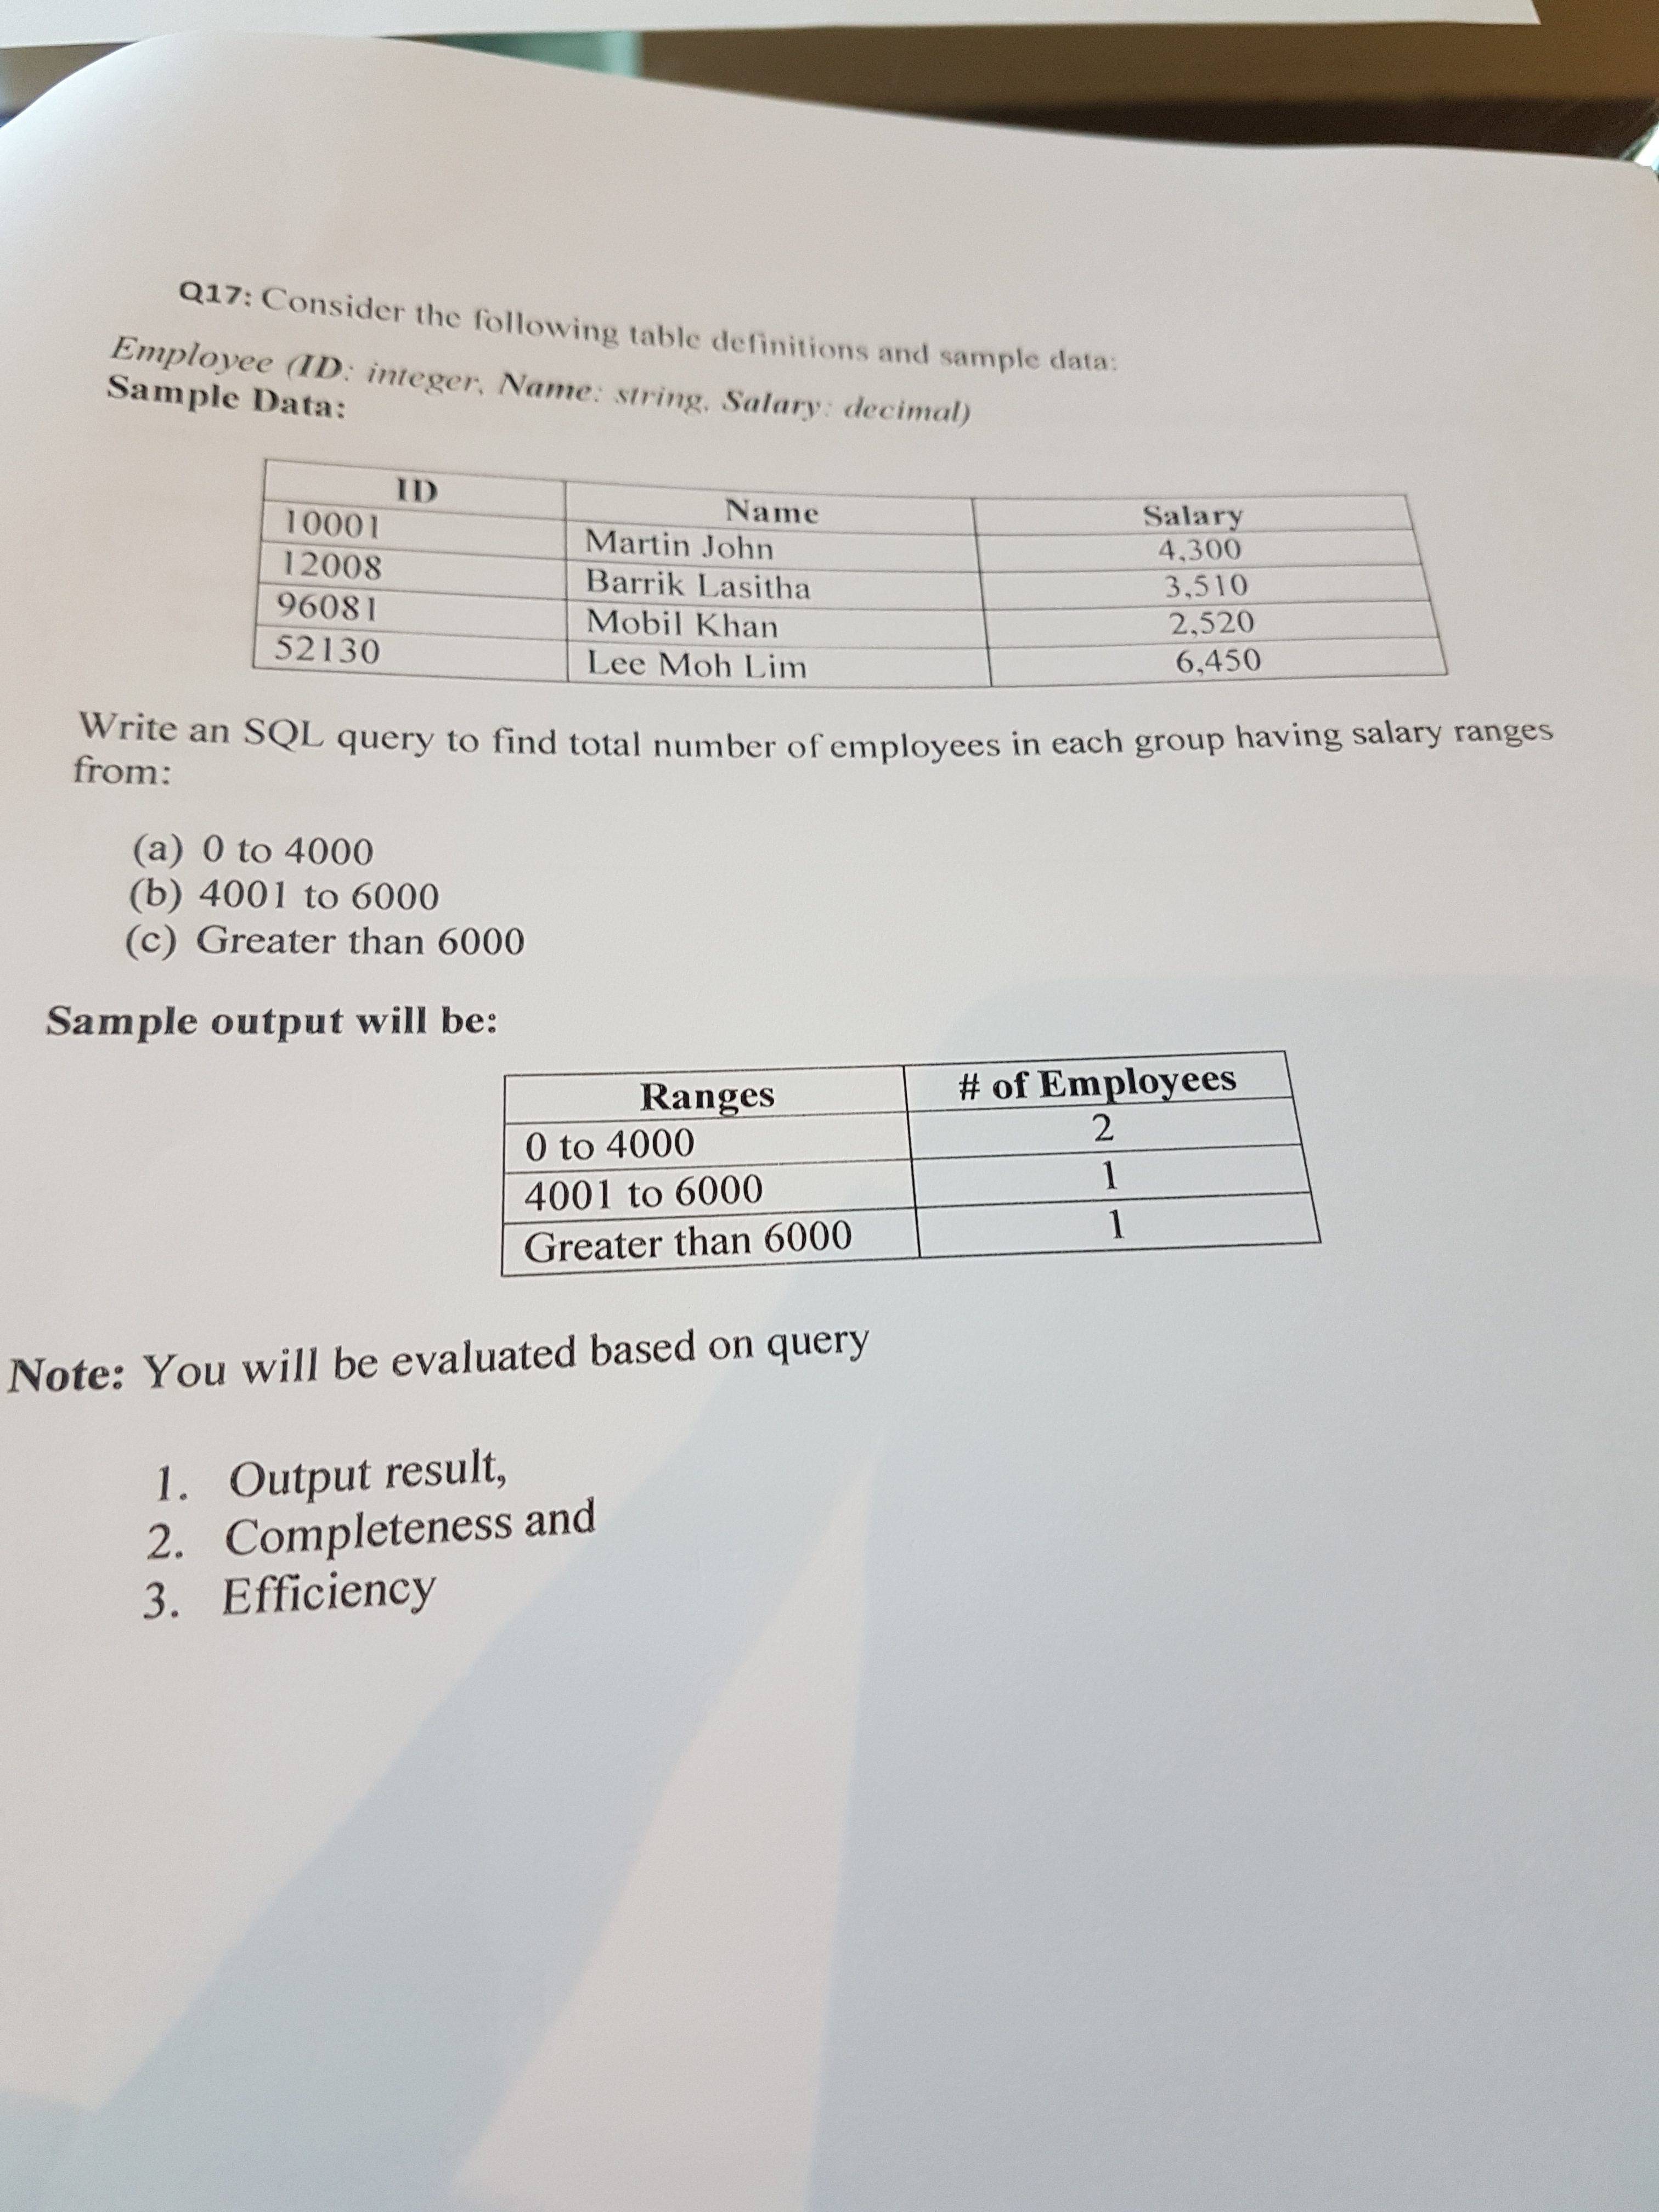 Q17: Consider the following table definitions and sample data:
Employee (ID: integer, Name: string, Salary: decimal)
Sample Data:
ID Name Salary
10001 Martin John 4,300
12008 Barrik Lasitha 3,510
96081 Mobil Khan 2,520
52130 Lee Moh Lim 6,450
Write an SQL query to find total number of employees in each group having salary ranges
from:
(a) 0 to 4000
(b) 4001 to 6000
(c) Greater than 6000
Sample output will be:
Ranges # of Employees
0 to 4000 2
4001 to 6000 1
Greater than 6000 1
Note: You will be evaluated based on query
1. Output result,
2. Completeness and
3. Efficiency